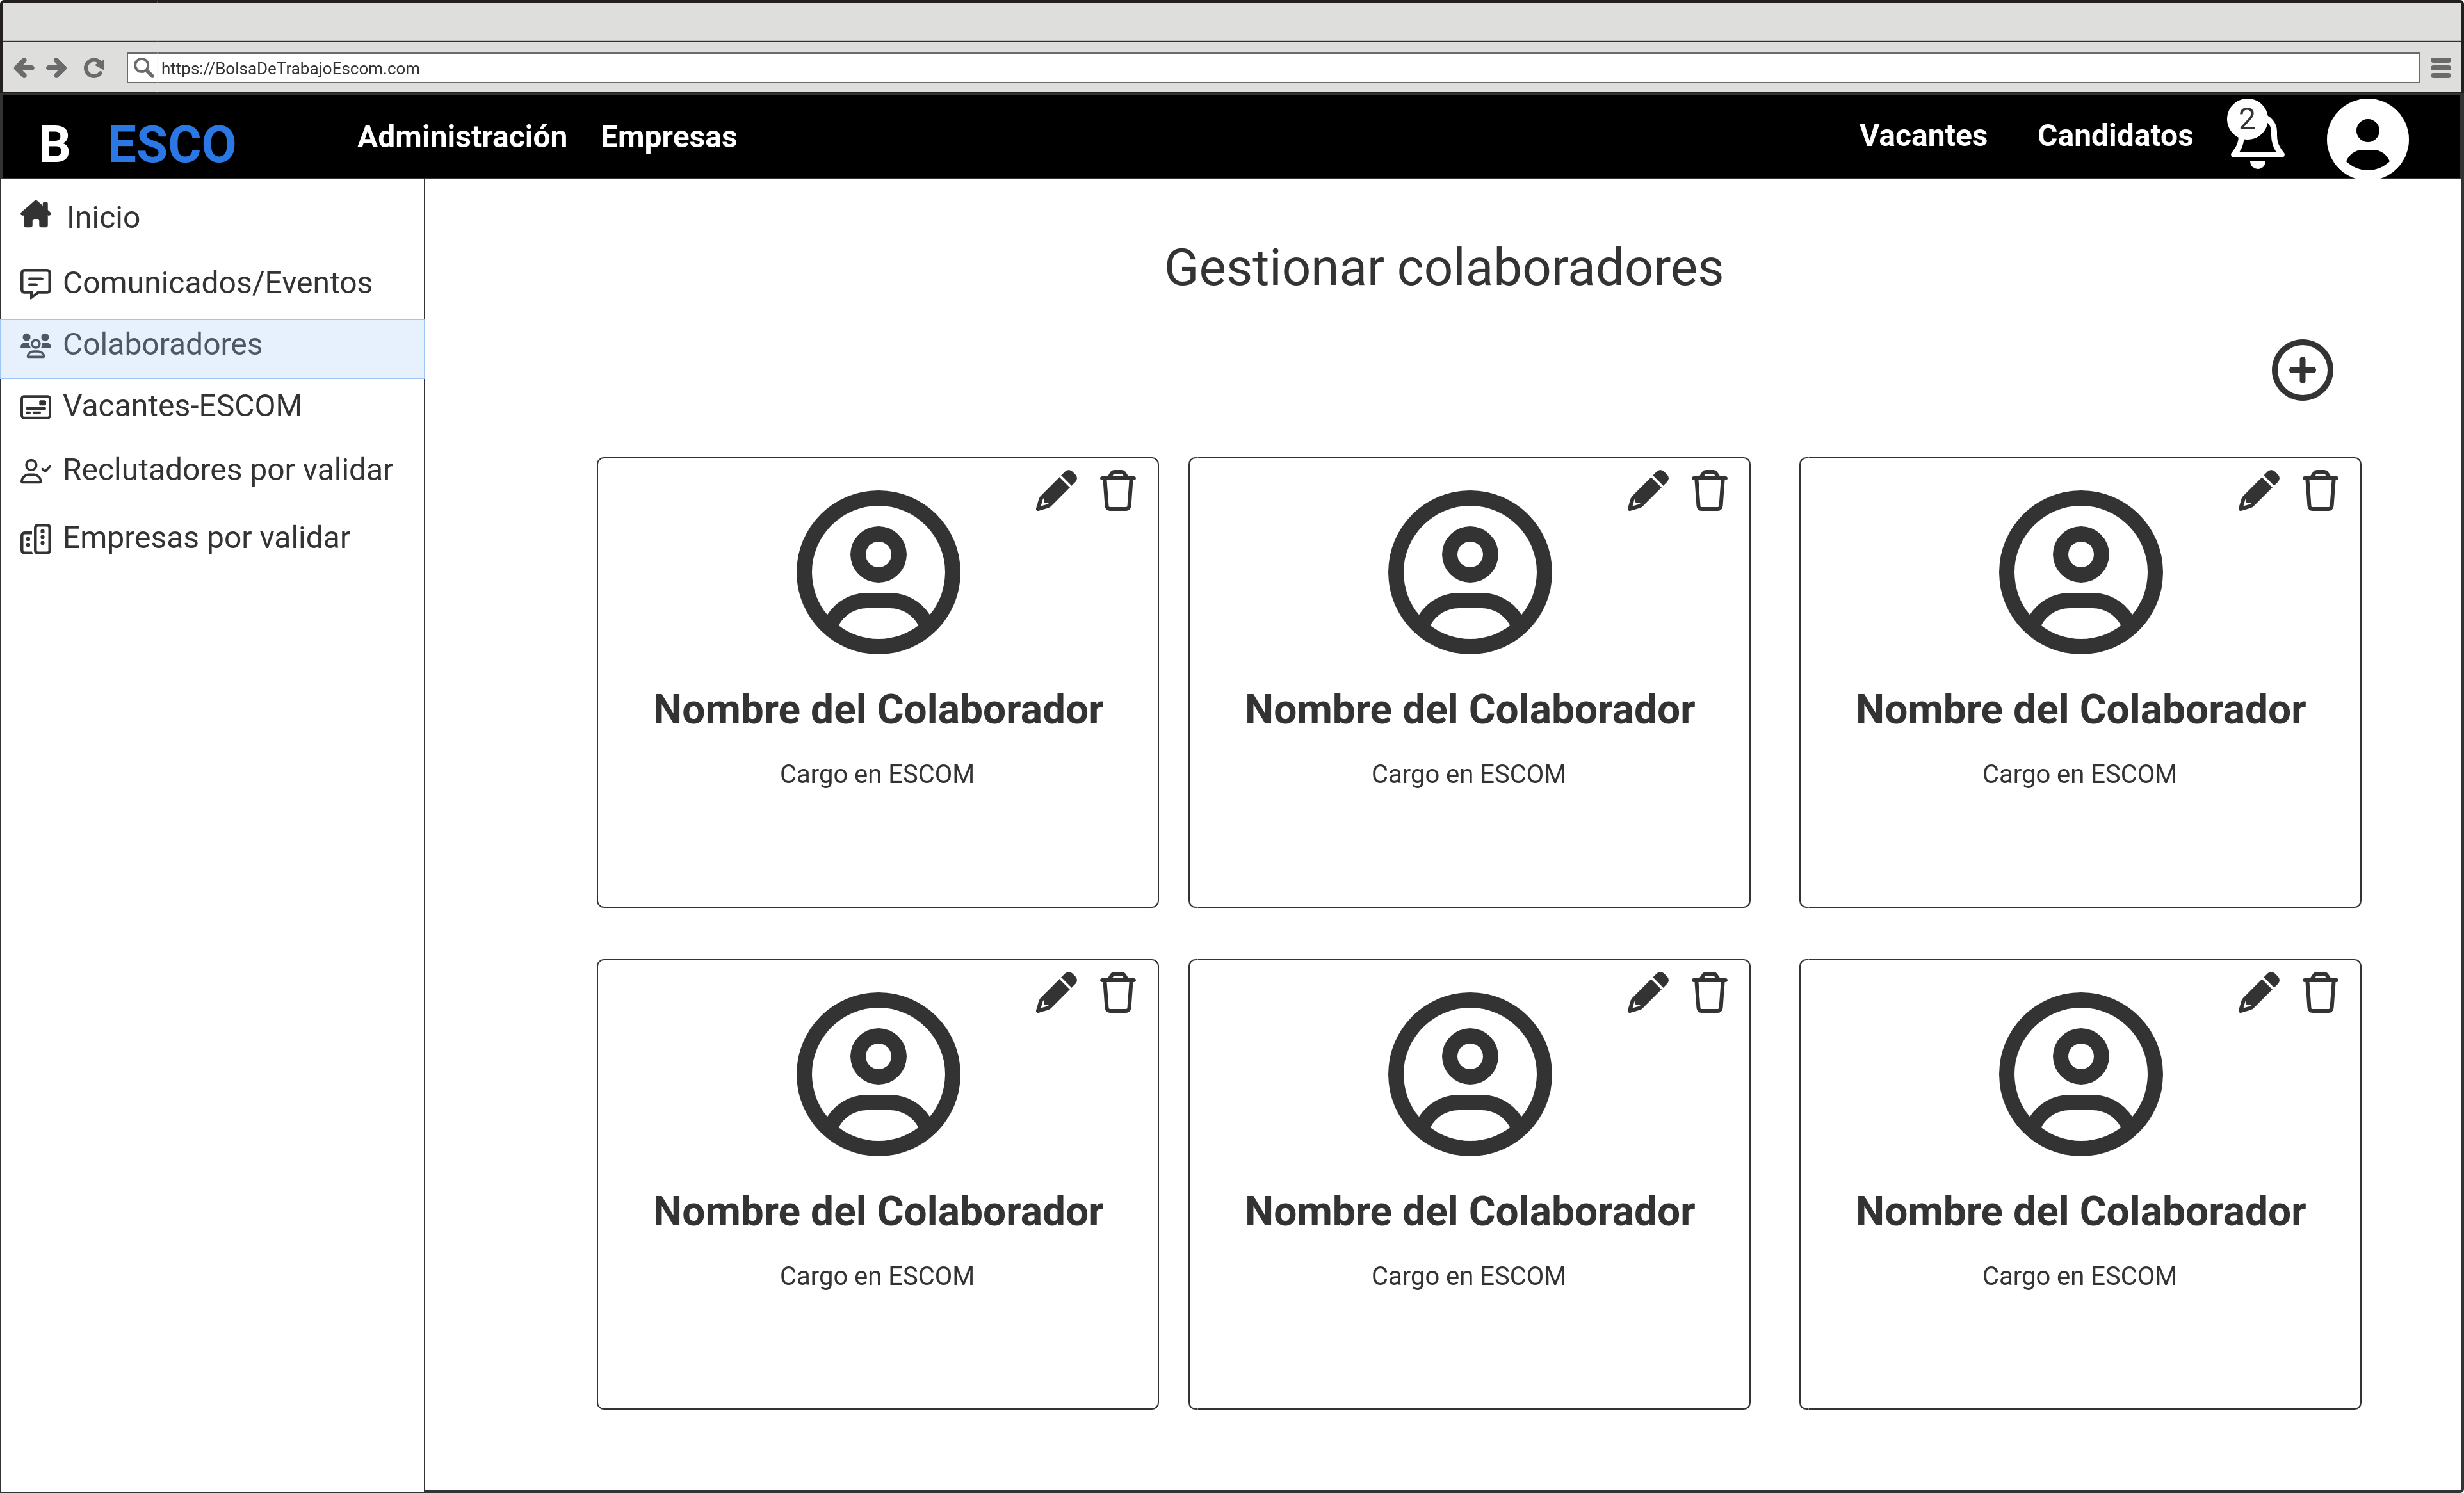 https://BolsaDeTrabajoEscom.com
B ESCO Administración Empresas Vacantes Candidatos 2
Inicio
Comunicados/Eventos
Colaboradores
Vacantes-ESCOM
Reclutadores por validar
Empresas por validar
Gestionar colaboradores
Nombre del Colaborador Nombre del Colaborador Nombre del Colaborador
Cargo en ESCOM Cargo en ESCOM Cargo en ESCOM
Nombre del Colaborador Nombre del Colaborador Nombre del Colaborador
Cargo en ESCOM Cargo en ESCOM Cargo en ESCOM